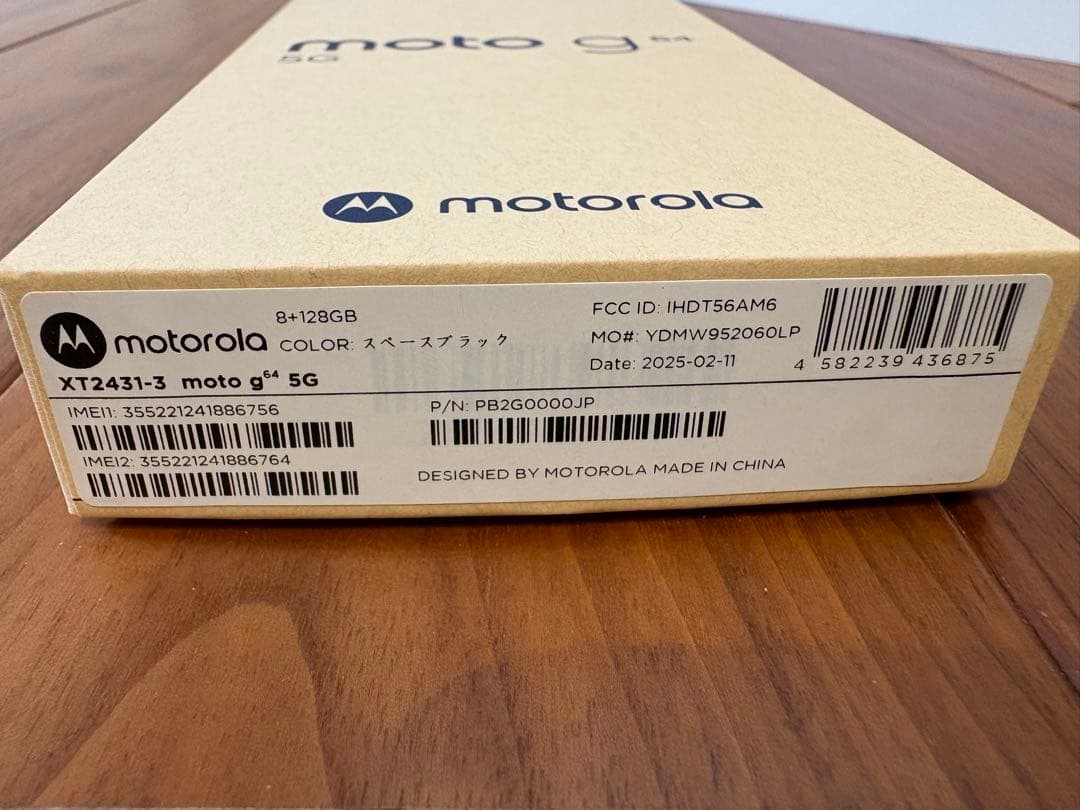 moto g 64
5G
motorola
motorola
8+128GB
COLOR: スペースブラック
XT2431-3 moto g⁶⁴ 5G
FCC ID: IHDT56AM6
MO#: YDMW952060LP
Date: 2025-02-11
4 582239 436875
IMEI1: 355221241886756
IMEI2: 355221241886764
P/N: PB2G0000JP
DESIGNED BY MOTOROLA MADE IN CHINA